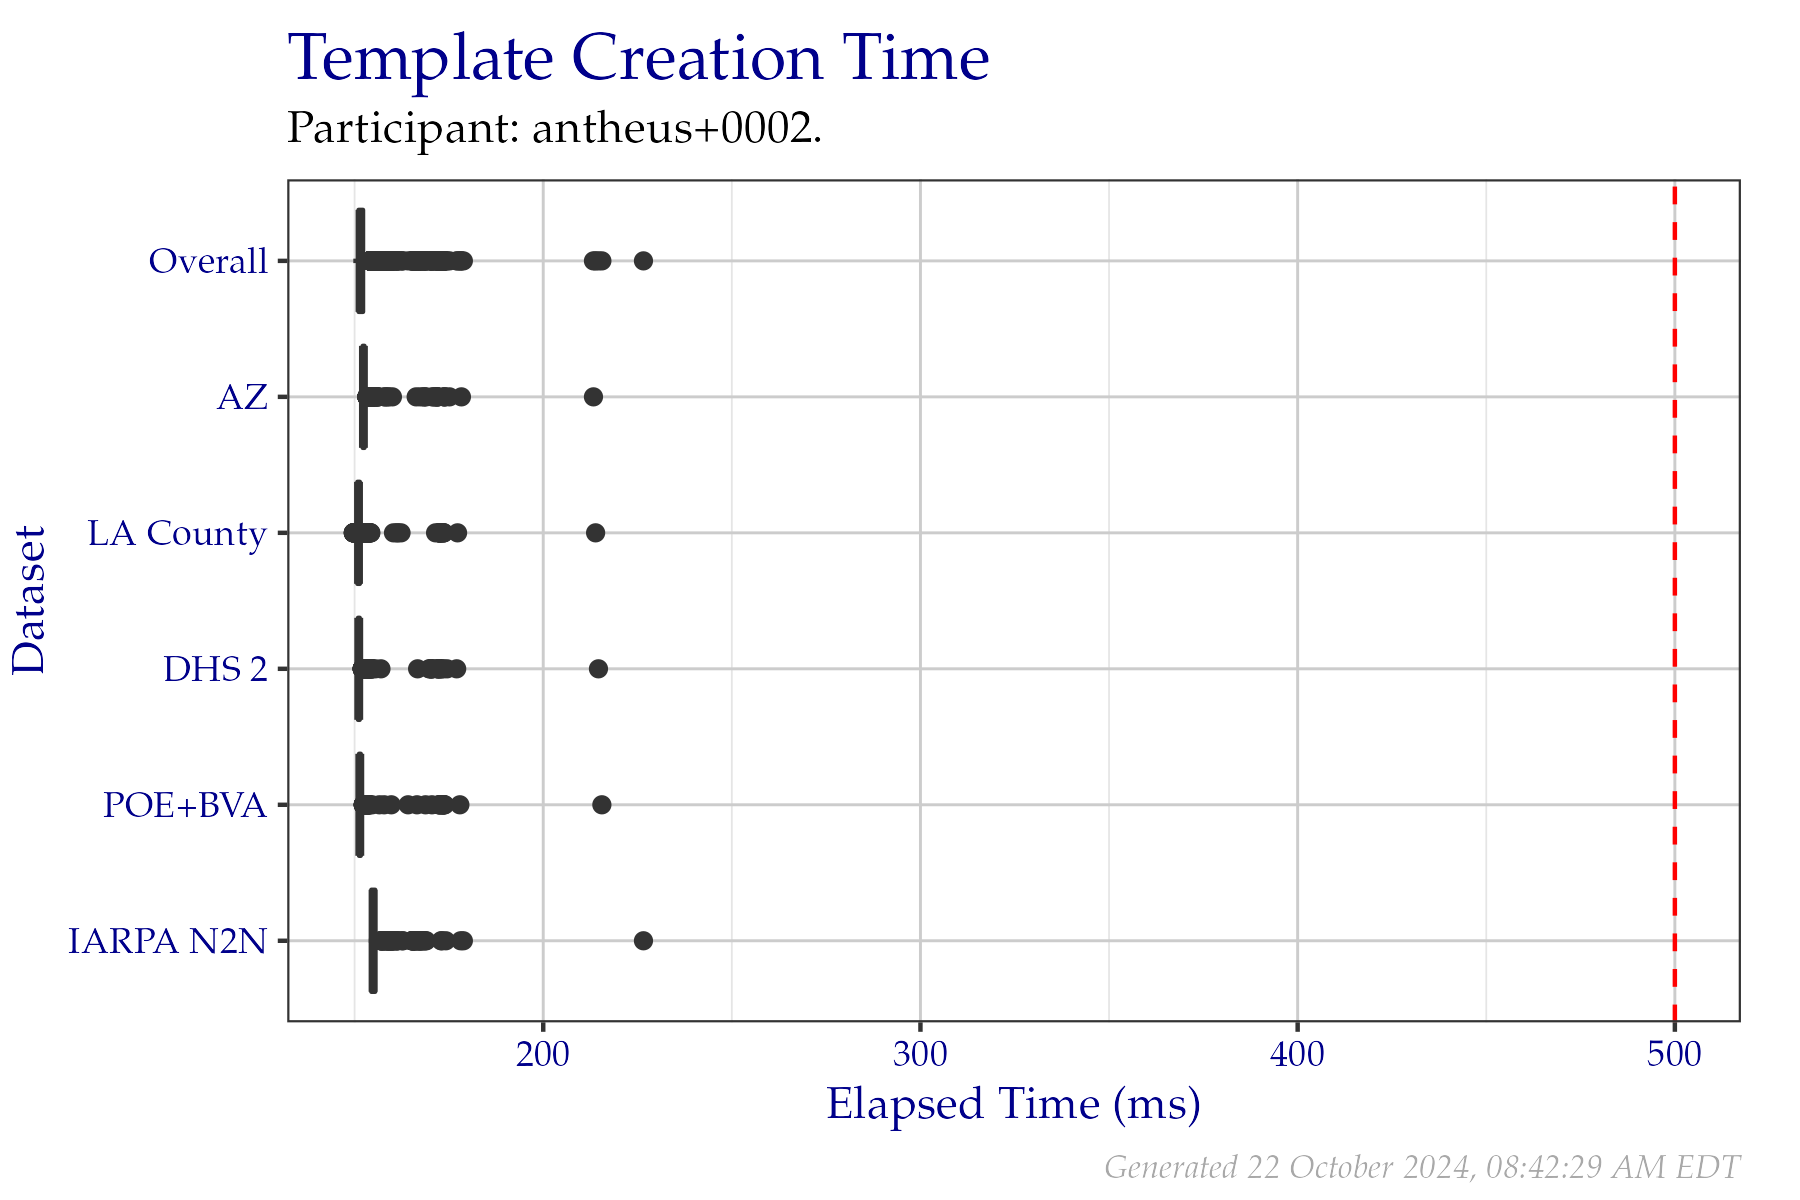 Template Creation Time
Participant: antheus+0002.
Dataset
Overall
AZ
LA County
DHS 2
POE+BVA
IARPA N2N
200 300 400 500
Elapsed Time (ms)
Generated 22 October 2024, 08:42:29 AM EDT